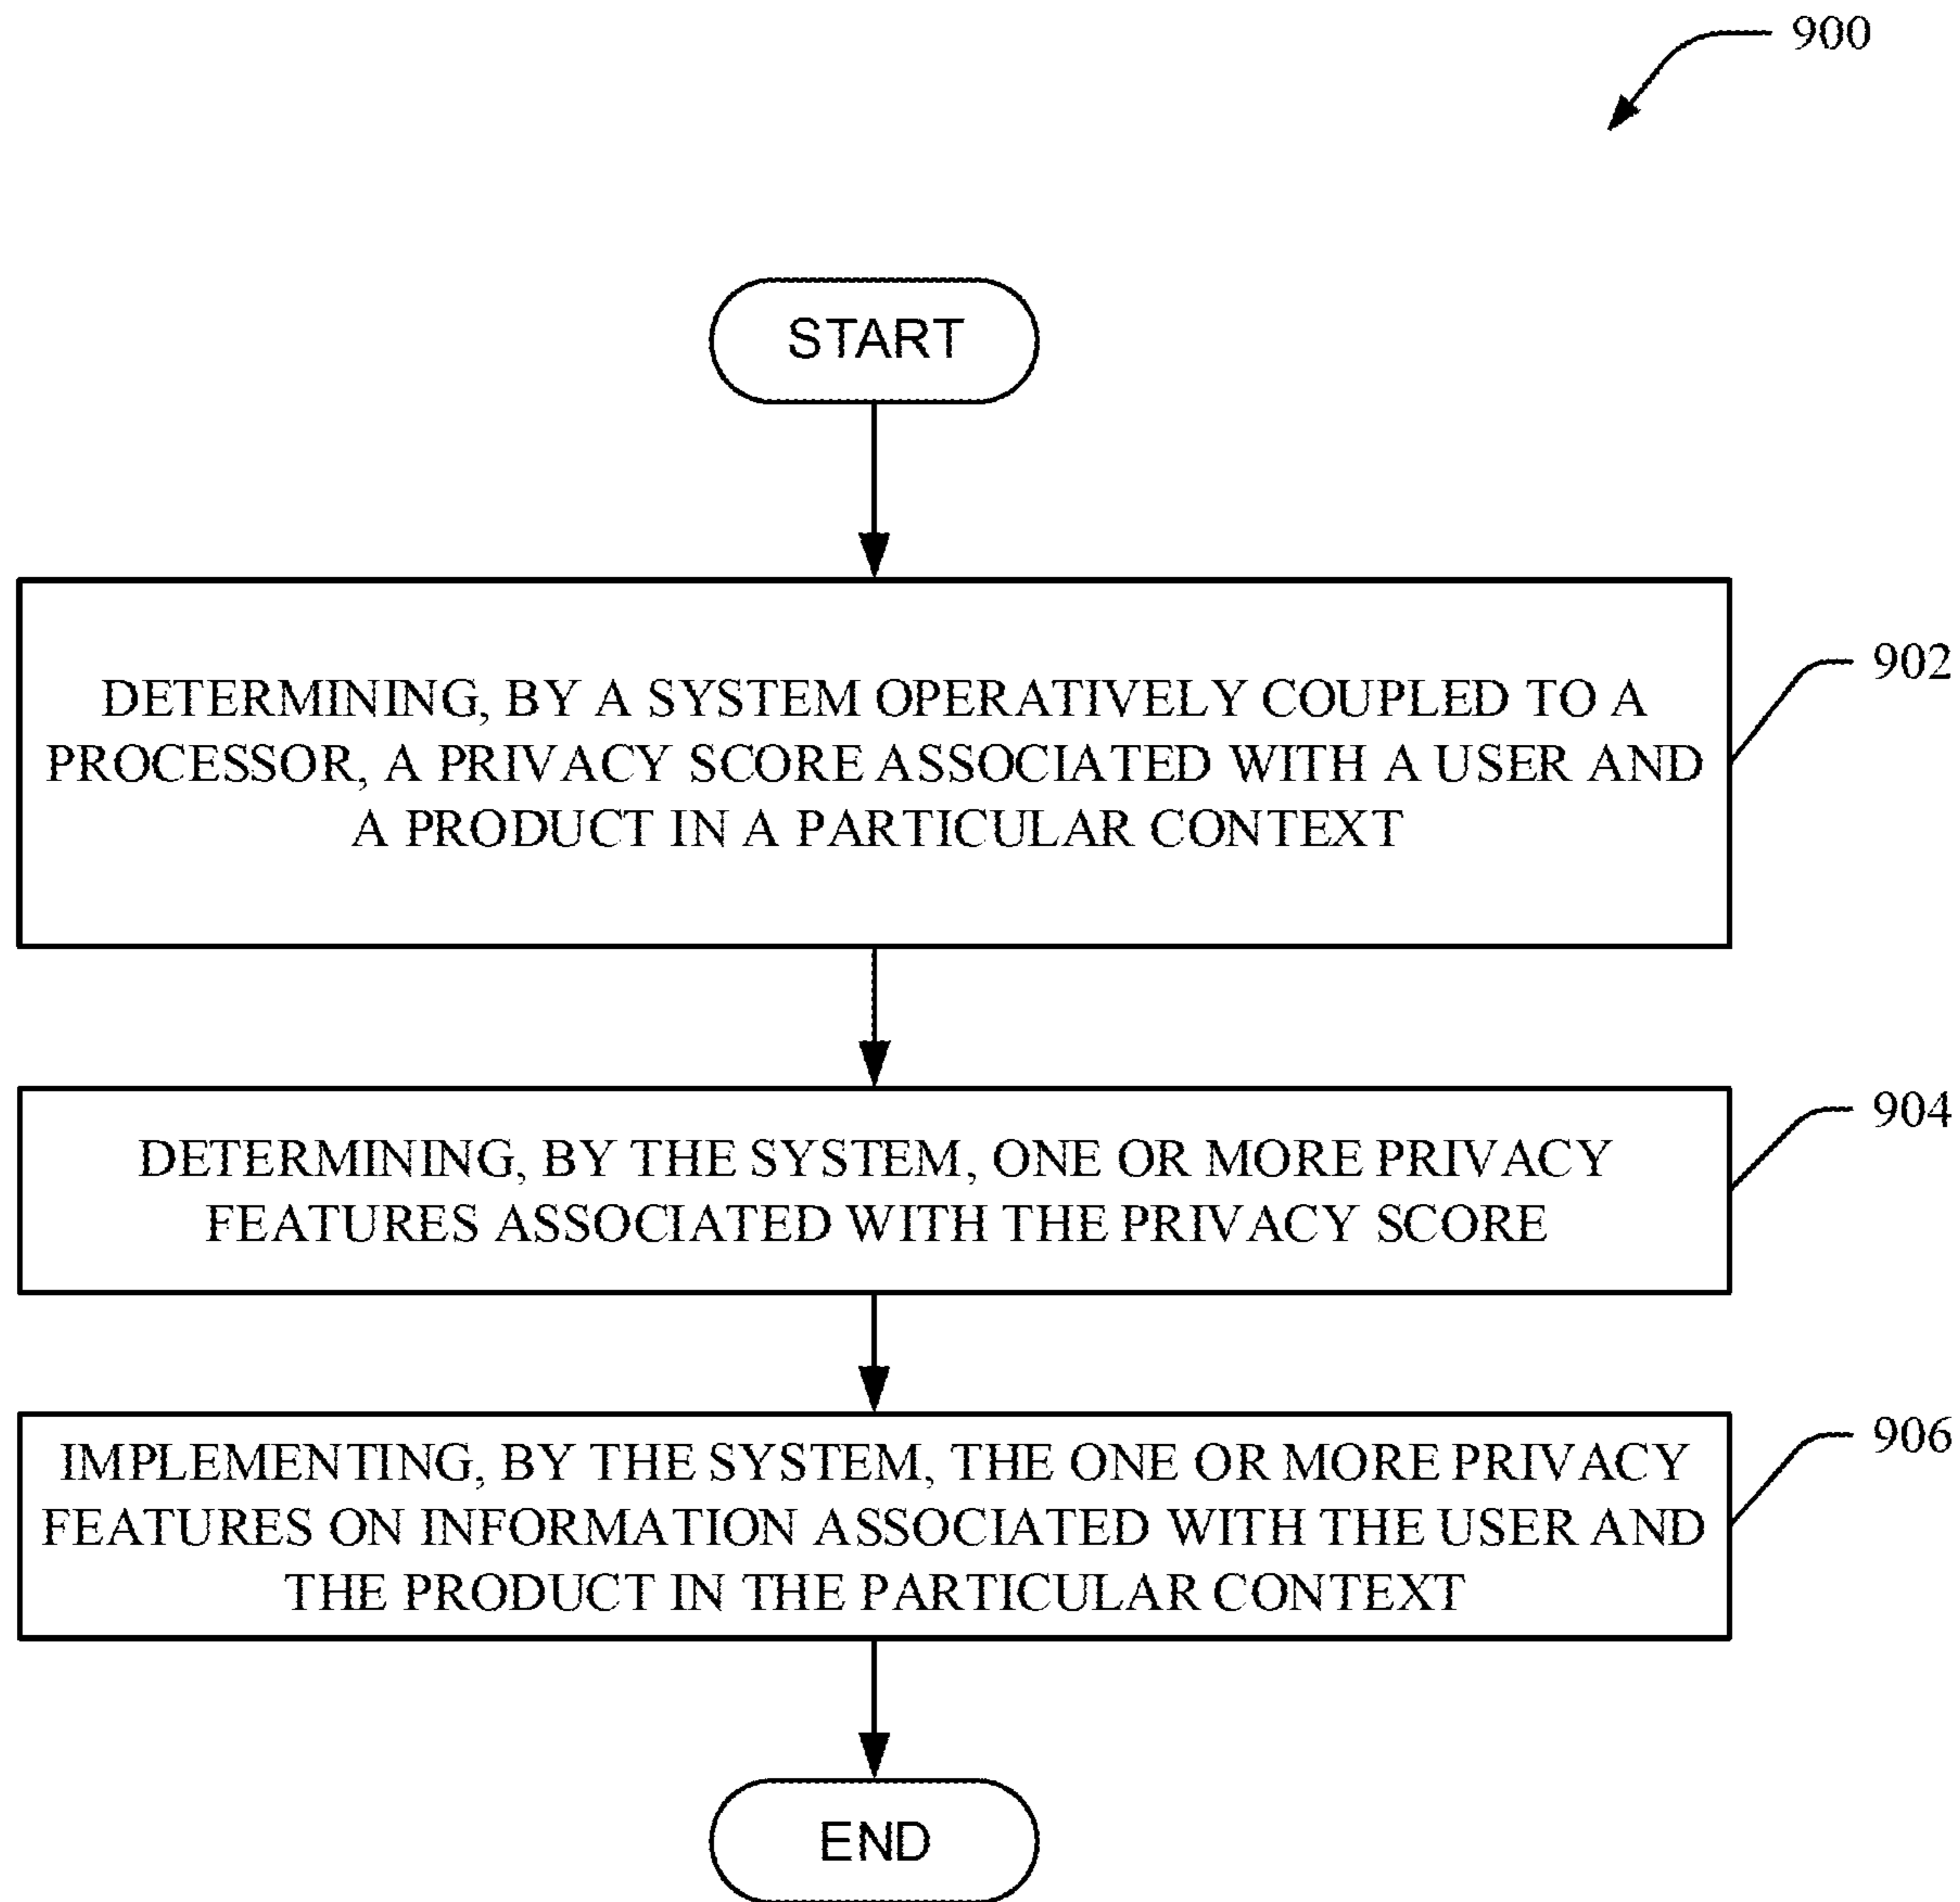 900
START
DETERMINING, BY A SYSTEM OPERATIVELY COUPLED TO A
PROCESSOR, A PRIVACY SCORE ASSOCIATED WITH A USER AND
A PRODUCT IN A PARTICULAR CONTEXT
902
DETERMINING, BY THE SYSTEM, ONE OR MORE PRIVACY
FEATURES ASSOCIATED WITH THE PRIVACY SCORE
904
IMPLEMENTING, BY THE SYSTEM, THE ONE OR MORE PRIVACY
FEATURES ON INFORMATION ASSOCIATED WITH THE USER AND
THE PRODUCT IN THE PARTICULAR CONTEXT
906
END